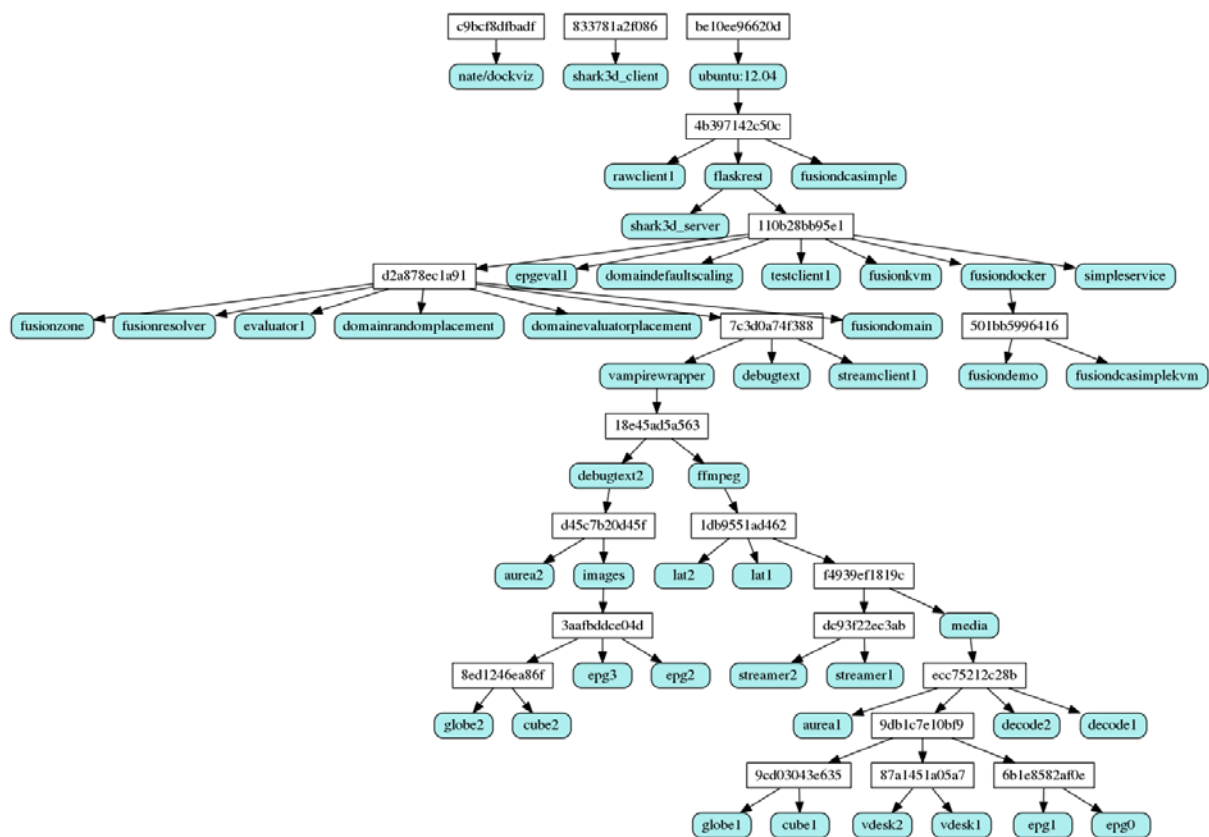 c9bcf8dfbadf
833781a2f086
be10ee96620d
nate/dockviz
shark3d_client
ubuntu:12.04
4b397142c50c
rawclient1
flaskrest
fusiondcasimple
shark3d_server
110b28bb95e1
d2a878ec1a91
epgeval1
domaindefaultscaling
testclient1
fusionkvm
fusiondocker
simpleservice
fusionzone
fusionresolver
evaluator1
domainrandomplacement
domainevaluatorplacement
7c3d0a74f388
fusiondomain
501bb5996416
vampirewrapper
debugtext
streamclient1
fusiondemo
fusiondcasimplekvm
18e45ad5a563
debugtext2
ffmpeg
d45c7b20d45f
1db9551ad462
aurea2
images
lat2
lat1
f4939ef1819c
3aafbddce04d
dc93f22ec3ab
media
8ed1246ea86f
epg3
epg2
streamer2
streamer1
ecc75212c28b
globe2
cube2
aurea1
9db1c7e10bf9
decode2
decode1
9cd03043e635
87a1451a05a7
6b1e8582af0e
globe1
cube1
vdesk2
vdesk1
epg1
epg0